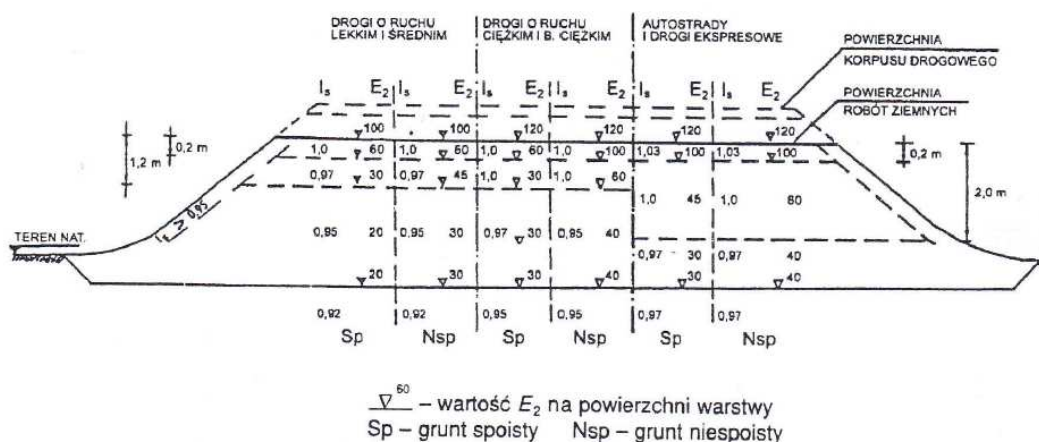 DROGI O RUCHU
LEKKIM I ŚREDNIM
DROGI O RUCHU
CIĘŻKIM I B. CIĘŻKIM
AUTOSTRADY
I DROGI EKSPRESOWE
POWIERZCHNIA
KORPUSU DROGOWEGO
POWIERZCHNIA
ROBÓT ZIEMNYCH
Is E2 Is E2 Is E2 Is E2 Is E2 Is E2
100 100 120 120 120 120
0,2 m
1,2 m
1,0 60 1,0 60 1,0 60 1,0 100 1,03 100 1,03 100
0,2 m
0,97 30 0,97 45 1,0 30 1,0 60
2,0 m
1,0 45 1,0 60
Is ≥ 0,95
TEREN NAT.
0,95 20 0,95 30 0,97 30 0,95 40
0,97 30 0,97 40
20 30 30 40 30 40
0,92 0,92 0,95 0,95 0,97 0,97
Sp Nsp Sp Nsp Sp Nsp
60 – wartość E2 na powierzchni warstwy
Sp – grunt spoisty Nsp – grunt niespoisty